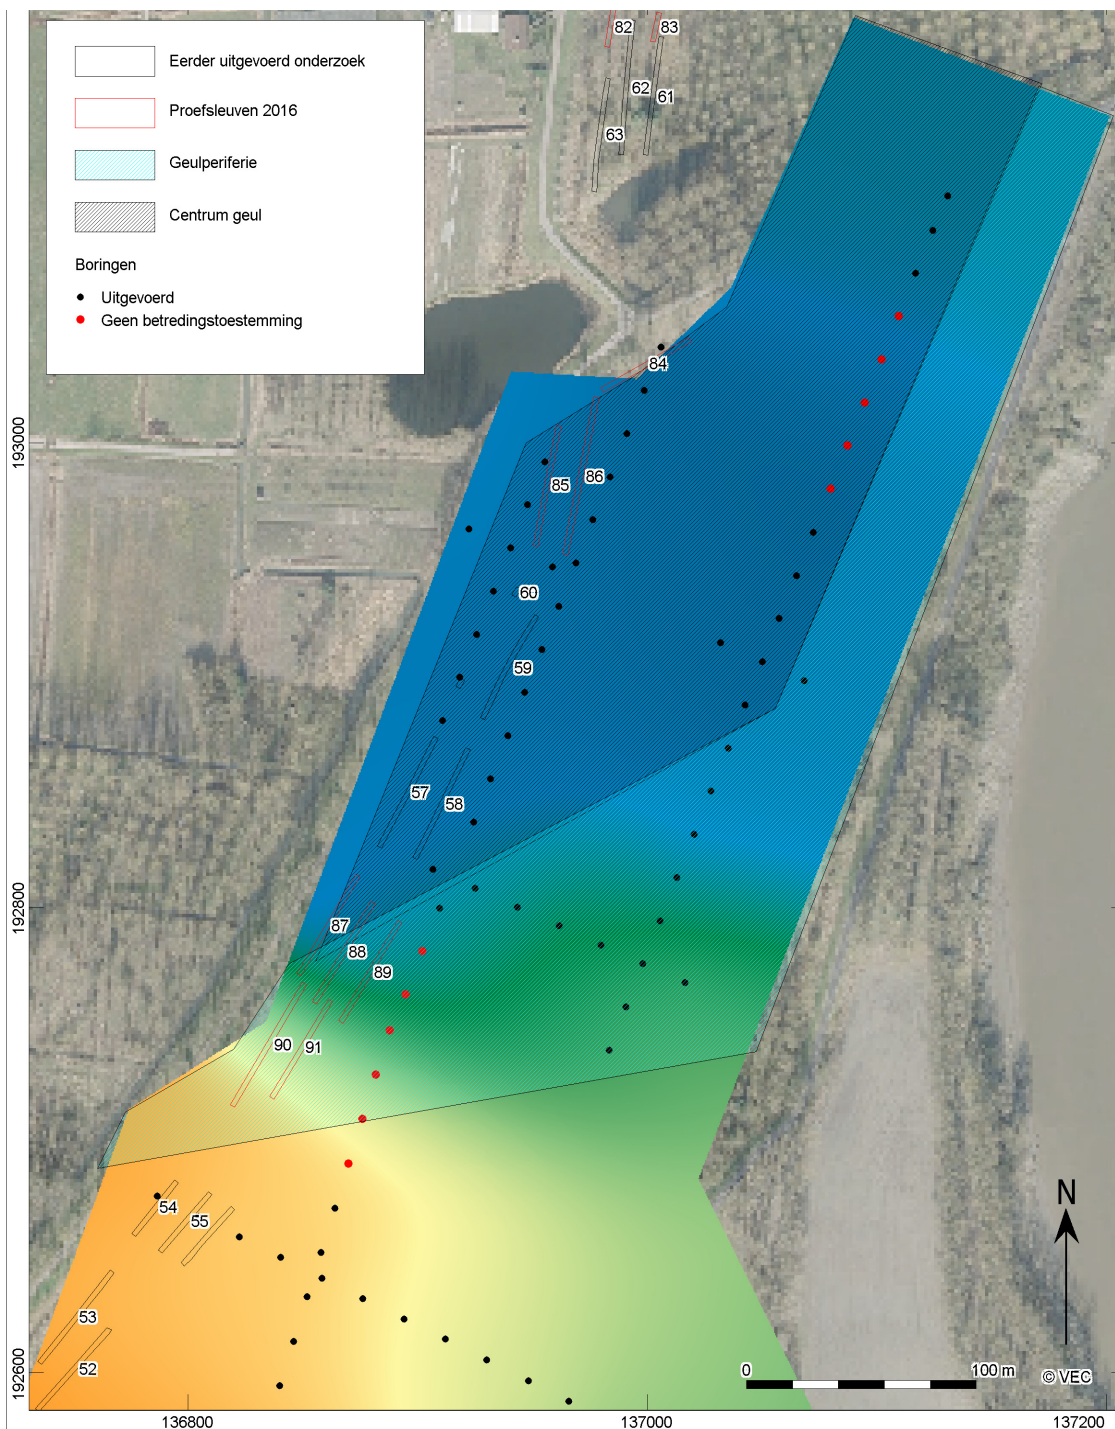 Eerder uitgevoerd onderzoek
Proefsleuven 2016
Geulperiferie
Centrum geul
Boringen
Uitgevoerd
Geen betredingstoestemming
82
83
62
61
63
84
85
86
60
59
57
58
87
88
89
90
91
54
55
53
52
193000
192800
192600
136800
137000
137200
N
0
100 m
© VEC